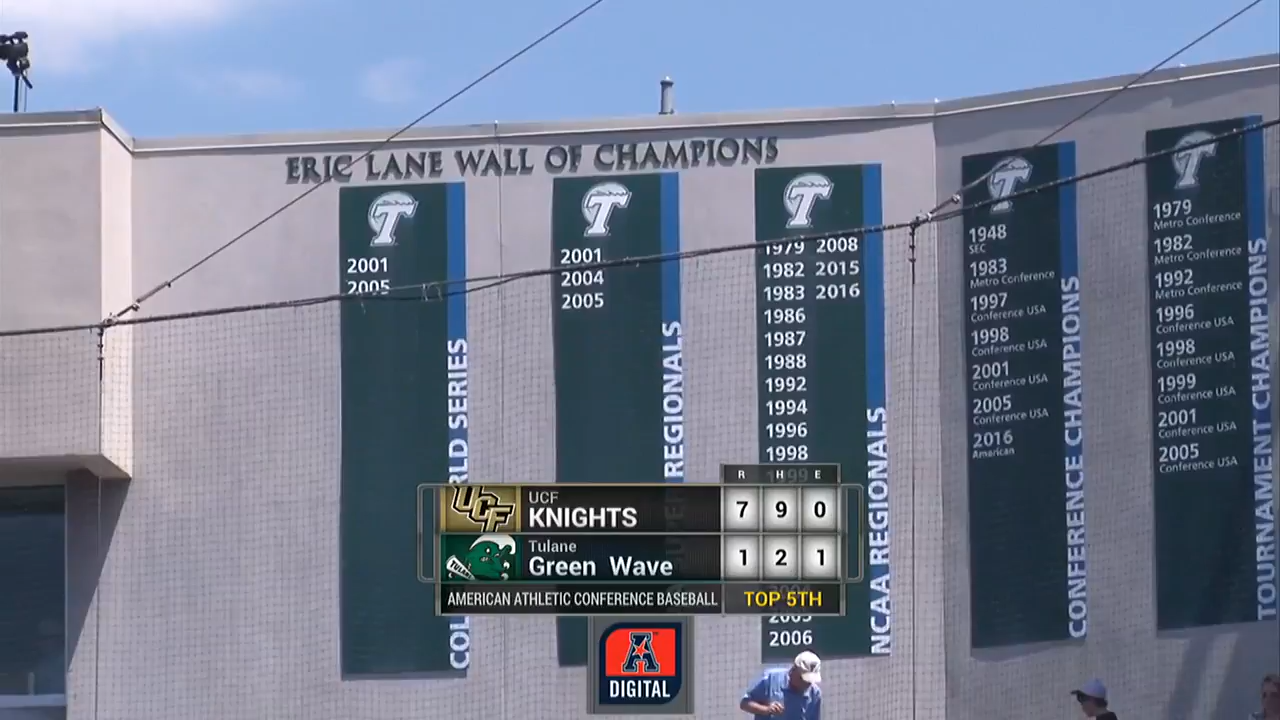 ERIC LANE WALL OF CHAMPIONS
T
2001
2005
COLLEGE WORLD SERIES
T
2001
2004
2005
REGIONALS
T
1979 2008
1982 2015
1983 2016
1986
1987
1988
1992
1994
1996
1998
1999
2005
2006
NCAA REGIONALS
T
1948
SEC
1983
Metro Conference
1997
Conference USA
1998
Conference USA
2001
Conference USA
2005
Conference USA
2016
American
CONFERENCE CHAMPIONS
T
1979
Metro Conference
1982
Metro Conference
1992
Metro Conference
1996
Conference USA
1998
Conference USA
1999
Conference USA
2001
Conference USA
2005
Conference USA
TOURNAMENT CHAMPIONS
R H E
UCF
UCF
KNIGHTS
7 9 0
TULANE
Tulane
Green Wave
1 2 1
AMERICAN ATHLETIC CONFERENCE BASEBALL
TOP 5TH
A
DIGITAL